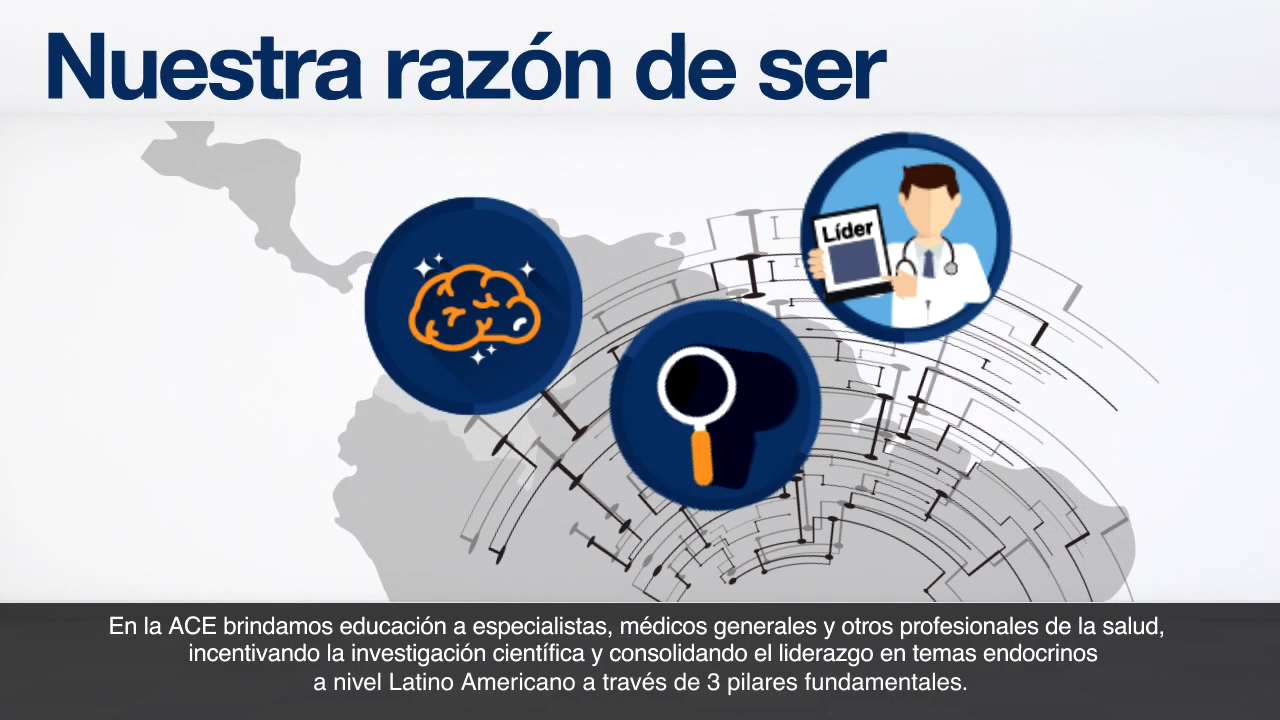 Nuestra razón de ser
Líder
En la ACE brindamos educación a especialistas, médicos generales y otros profesionales de la salud,
incentivando la investigación científica y consolidando el liderazgo en temas endocrinos
a nivel Latino Americano a través de 3 pilares fundamentales.